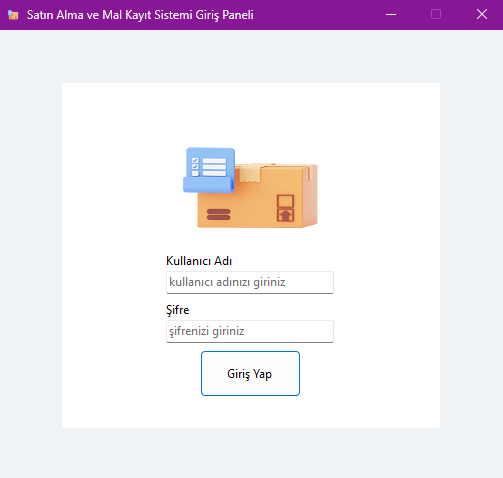 Satın Alma ve Mal Kayıt Sistemi Giriş Paneli
Kullanıcı Adı
kullanıcı adınızı giriniz
Şifre
şifrenizi giriniz
Giriş Yap